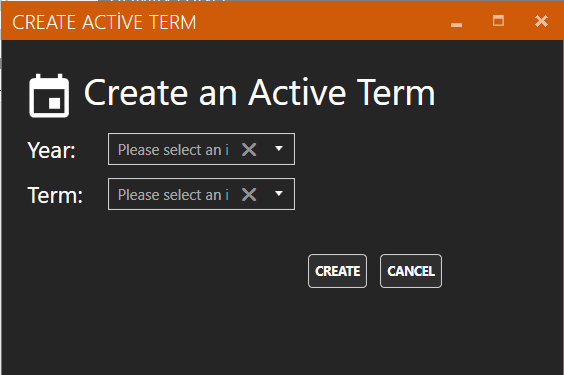 CREATE ACTİVE TERM
Create an Active Term
Year:
Please select an i
Term:
Please select an i
CREATE
CANCEL